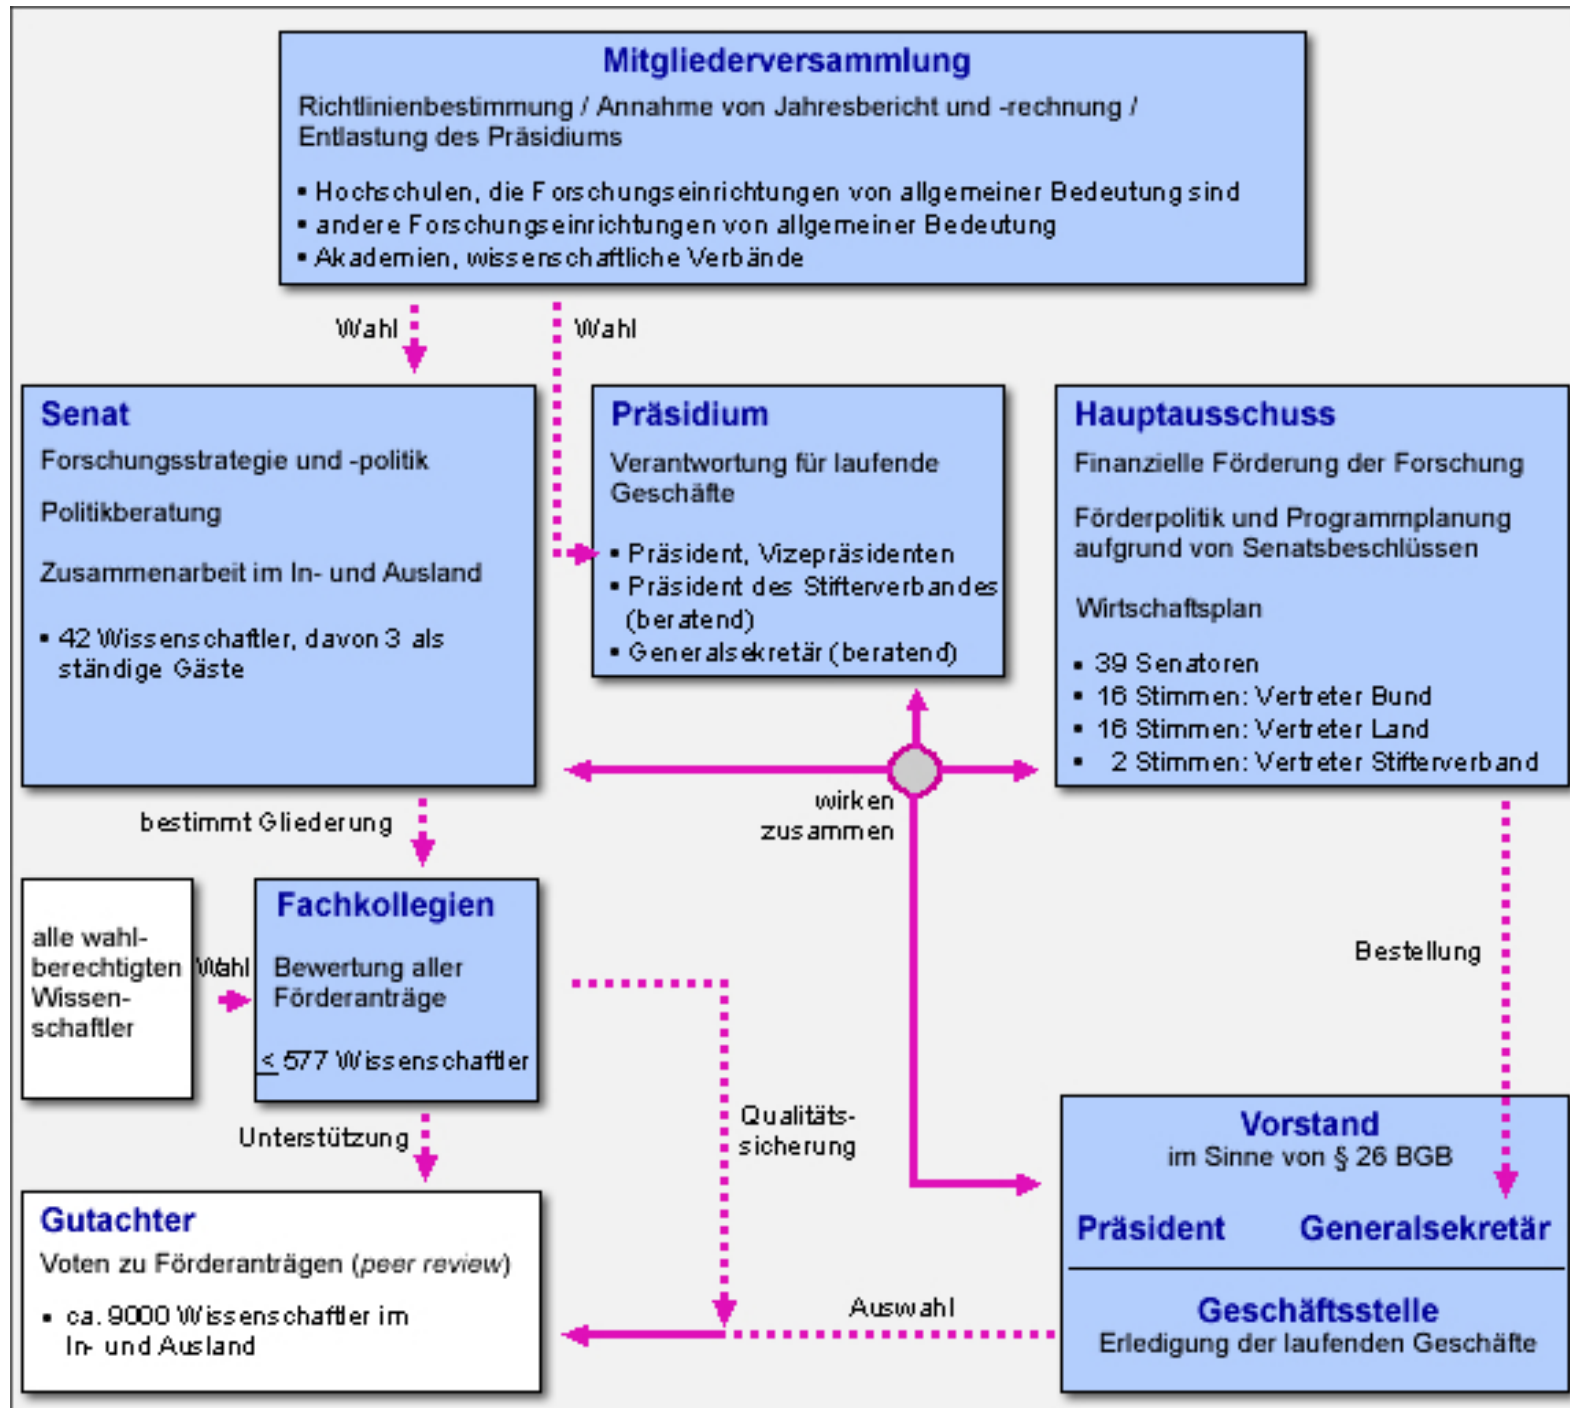 Mitgliederversammlung
Richtlinienbestimmung / Annahme von Jahresbericht und -rechnung /
Entlastung des Präsidiums
▪ Hochschulen, die Forschungseinrichtungen von allgemeiner Bedeutung sind
▪ andere Forschungseinrichtungen von allgemeiner Bedeutung
▪ Akademien, wissenschaftliche Verbände
Wahl
Wahl
Senat
Forschungsstrategie und -politik
Politikberatung
Zusammenarbeit im In- und Ausland
▪ 42 Wissenschaftler, davon 3 als
ständige Gäste
Präsidium
Verantwortung für laufende
Geschäfte
▪ Präsident, Vizepräsidenten
▪ Präsident des Stifterverbandes
(beratend)
▪ Generalsekretär (beratend)
Hauptausschuss
Finanzielle Förderung der Forschung
Förderpolitik und Programmplanung
aufgrund von Senatsbeschlüssen
Wirtschaftsplan
▪ 39 Senatoren
▪ 16 Stimmen: Vertreter Bund
▪ 16 Stimmen: Vertreter Land
▪ 2 Stimmen: Vertreter Stifterverband
wirken
zusammen
bestimmt Gliederung
alle wahl-
berechtigten
Wissen-
schaftler
Wahl
Fachkollegien
Bewertung aller
Förderanträge
≤ 577 Wissenschaftler
Bestellung
Unterstützung
Qualitäts-
sicherung
Gutachter
Voten zu Förderanträgen (peer review)
▪ ca. 9000 Wissenschaftler im
In- und Ausland
Auswahl
Vorstand
im Sinne von § 26 BGB
Präsident Generalsekretär
Geschäftsstelle
Erledigung der laufenden Geschäfte